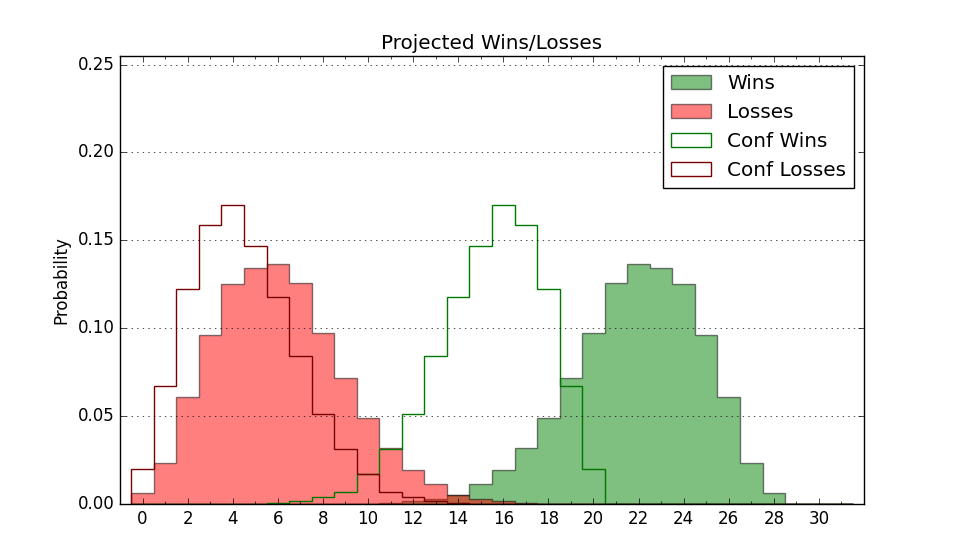 Projected Wins/Losses
0.25
0.20
0.15
0.10
0.05
0.00
Probability
Wins
Losses
Conf Wins
Conf Losses
0 2 4 6 8 10 12 14 16 18 20 22 24 26 28 30